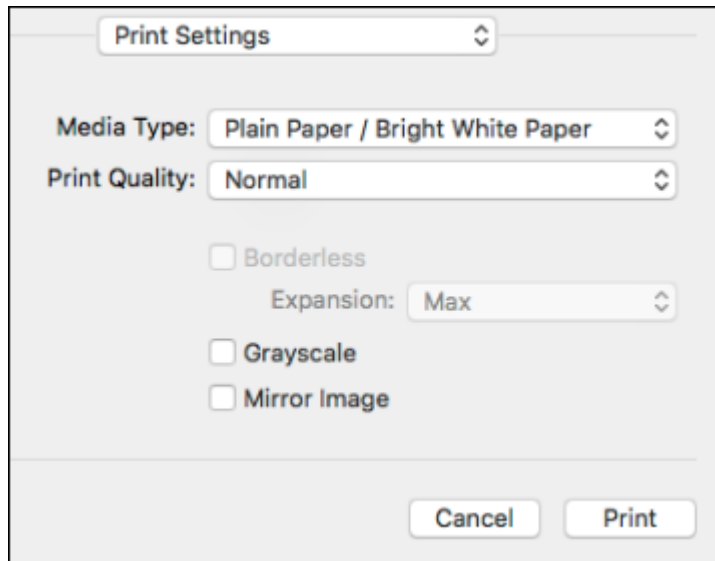 Print Settings
Media Type: Plain Paper / Bright White Paper
Print Quality: Normal
Borderless
Expansion: Max
Grayscale
Mirror Image
Cancel Print